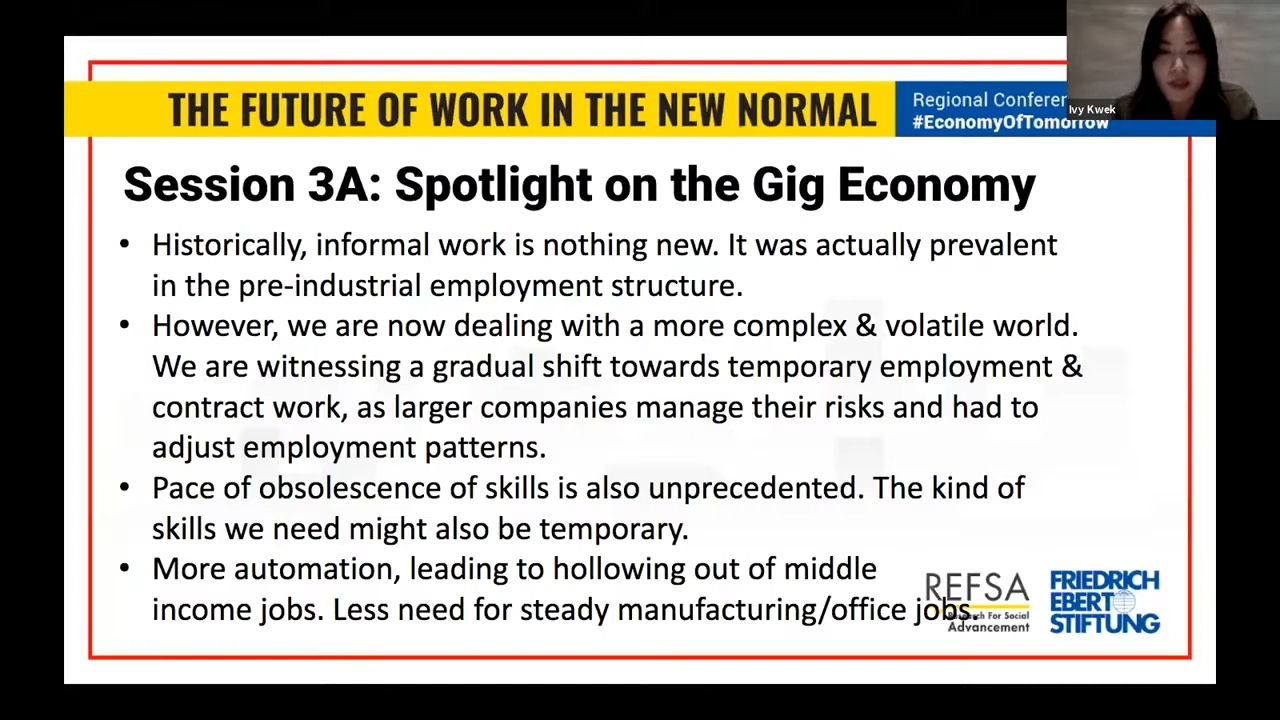 THE FUTURE OF WORK IN THE NEW NORMAL
Regional Conferen
#EconomyOfTomorrow
Ivy Kwek
Session 3A: Spotlight on the Gig Economy
• Historically, informal work is nothing new. It was actually prevalent
in the pre-industrial employment structure.
• However, we are now dealing with a more complex & volatile world.
We are witnessing a gradual shift towards temporary employment &
contract work, as larger companies manage their risks and had to
adjust employment patterns.
• Pace of obsolescence of skills is also unprecedented. The kind of
skills we need might also be temporary.
• More automation, leading to hollowing out of middle
income jobs. Less need for steady manufacturing/office jobs.
REFSA
For Social
Advancement
FRIEDRICH
EBERT
STIFTUNG